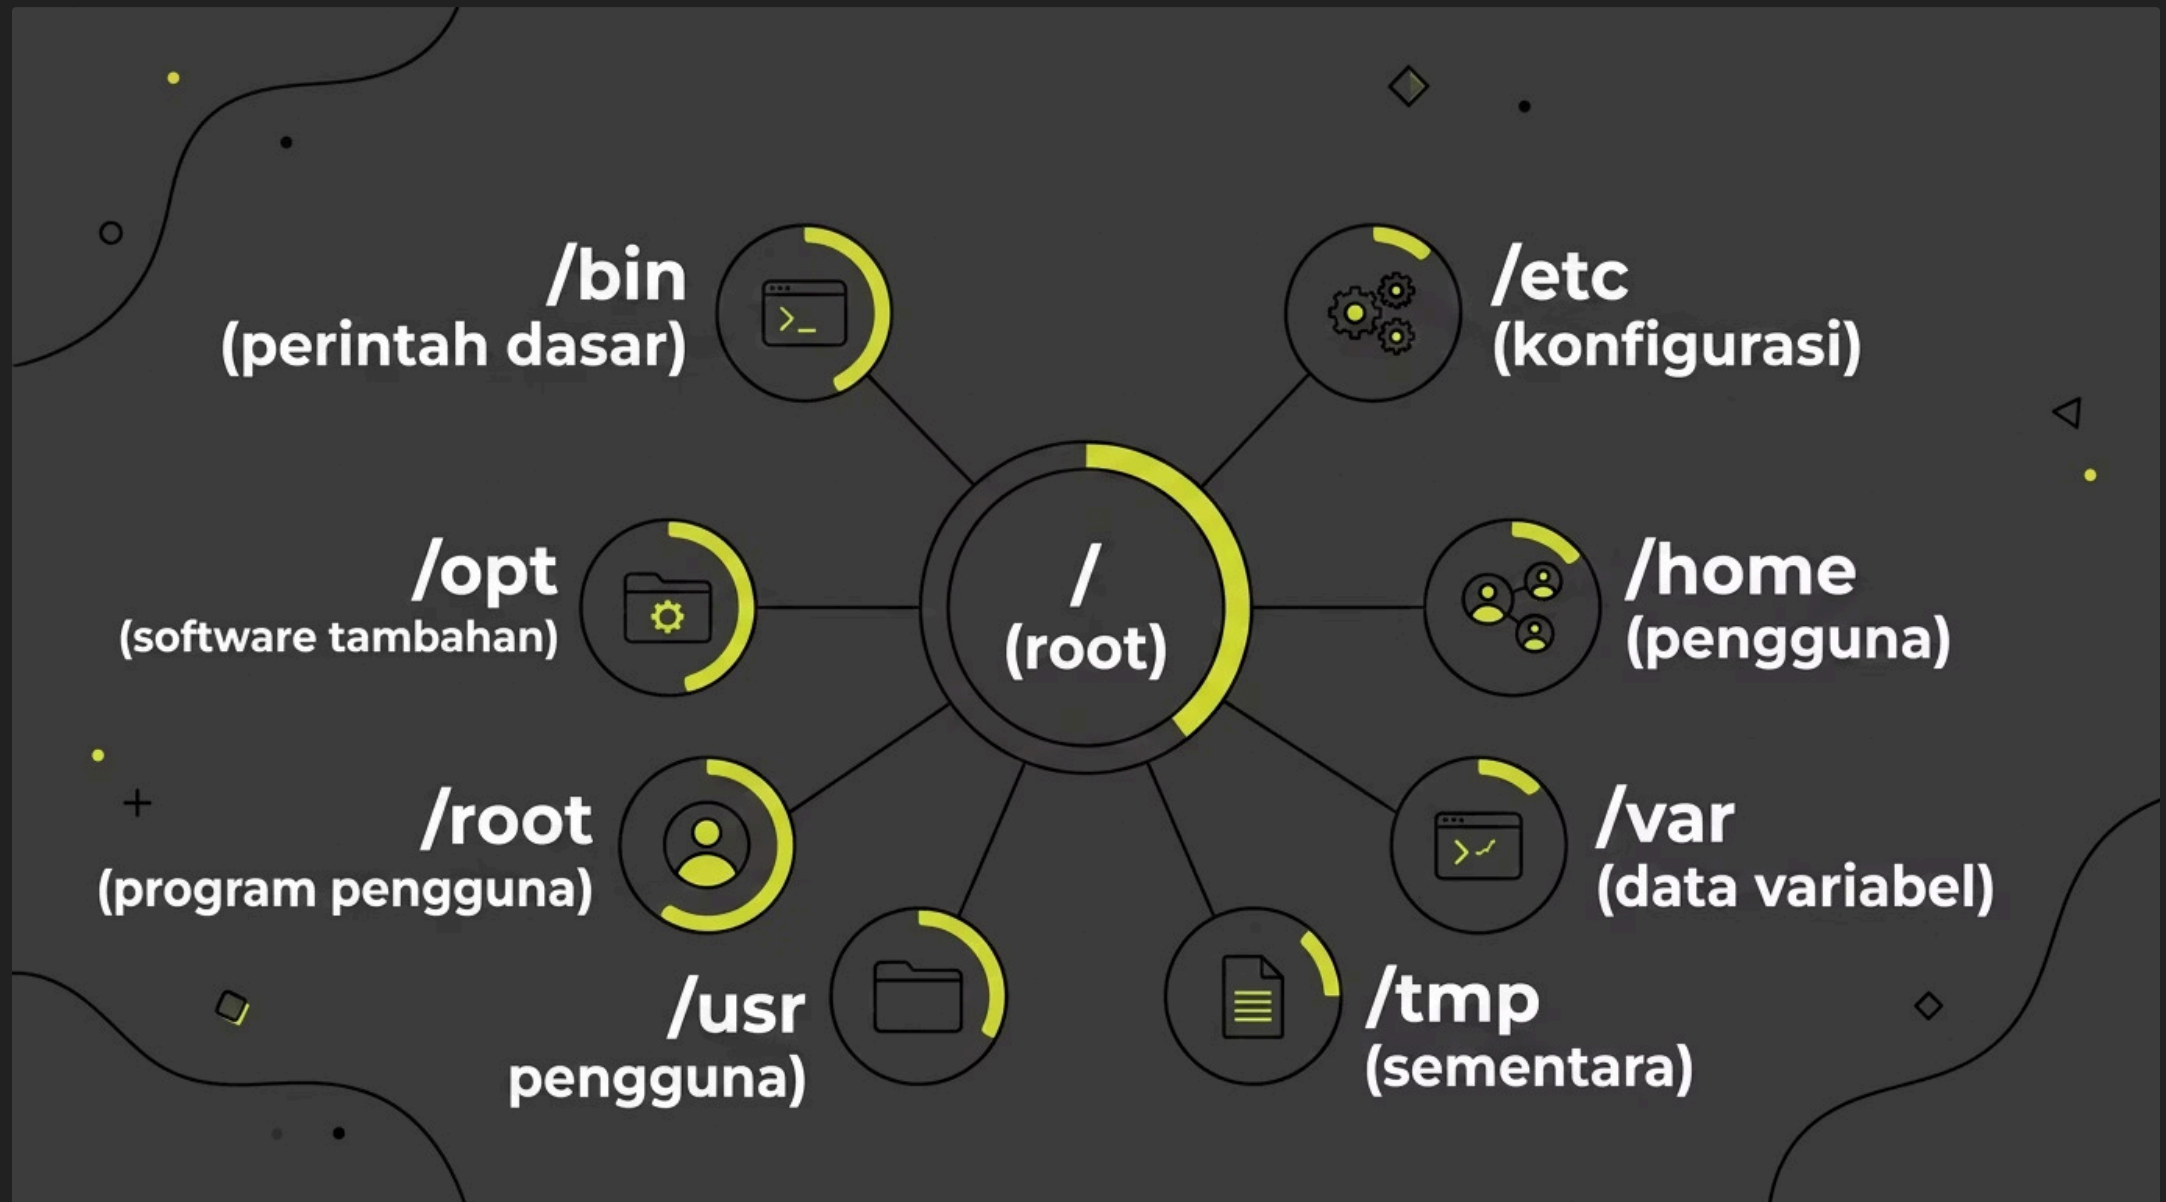 /bin
(perintah dasar)
/etc
(konfigurasi)
/opt
(software tambahan)
/
(root)
/home
(pengguna)
/root
(program pengguna)
/var
(data variabel)
/usr
pengguna)
/tmp
(sementara)